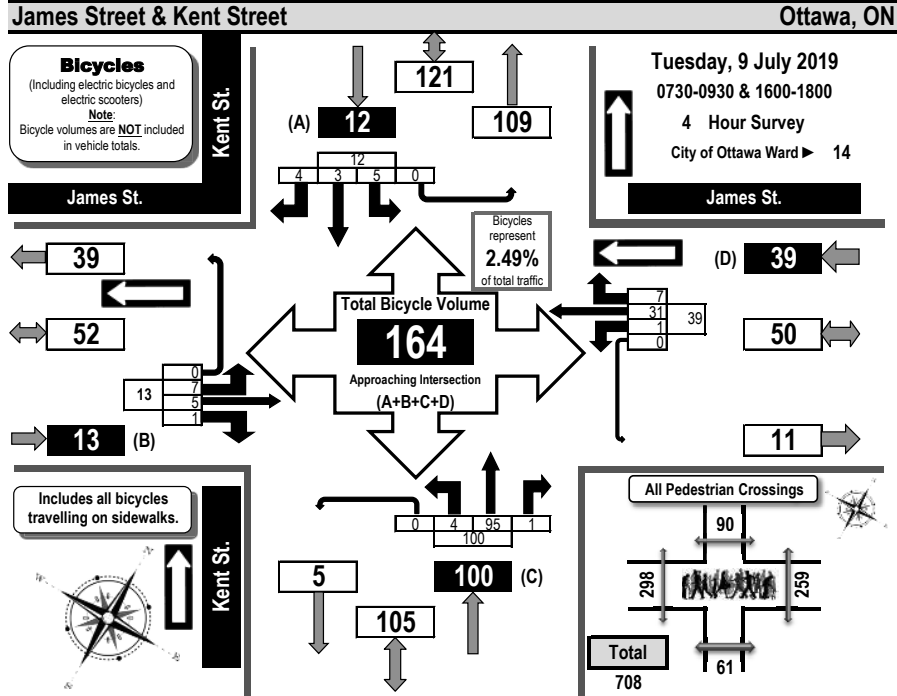 James Street & Kent Street
Ottawa, ON
Bicycles
(Including electric bicycles and
electric scooters)
Note:
Bicycle volumes are NOT included
in vehicle totals.
Kent St.
James St.
(A)
12
121
109
12
4 3 5 0
Tuesday, 9 July 2019
0730-0930 & 1600-1800
4 Hour Survey
City of Ottawa Ward ► 14
James St.
Bicycles
represent
2.49%
of total traffic
39
52
13
0
7
5
1
13
(B)
Total Bicycle Volume
164
Approaching Intersection
(A+B+C+D)
(D)
39
7
31
1
0
39
50
11
Includes all bicycles
travelling on sidewalks.
Kent St.
0 4 95 1
100
5
100
(C)
105
All Pedestrian Crossings
90
298
259
61
Total
708